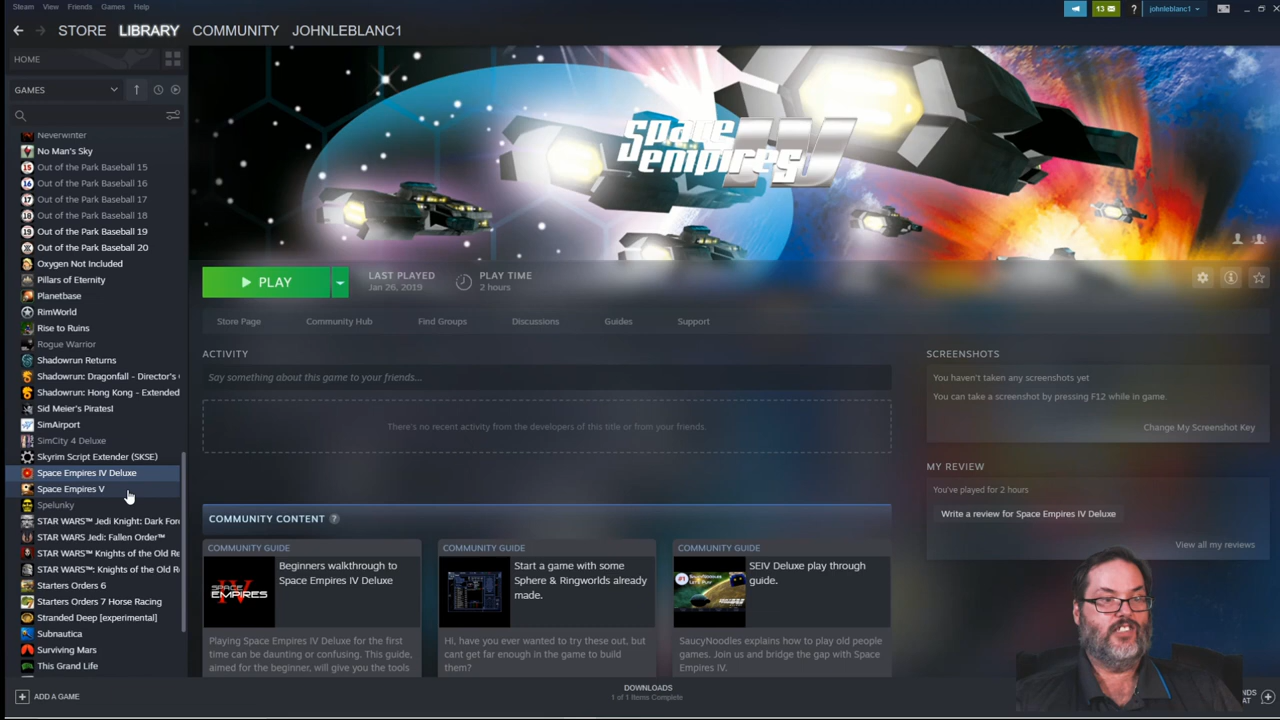 Steam View Friends Games Help
13 ? johnleblanc1
STORE LIBRARY COMMUNITY JOHNLEBLANC1
HOME
GAMES
Neverwinter
No Man's Sky
15 Out of the Park Baseball 15
16 Out of the Park Baseball 16
17 Out of the Park Baseball 17
18 Out of the Park Baseball 18
19 Out of the Park Baseball 19
20 Out of the Park Baseball 20
Oxygen Not Included
Pillars of Eternity
Planetbase
RimWorld
Rise to Ruins
Rogue Warrior
Shadowrun Returns
Shadowrun: Dragonfall - Director's
Shadowrun: Hong Kong - Extended
Sid Meier's Pirates!
SimAirport
SimCity 4 Deluxe
Skyrim Script Extender (SKSE)
Space Empires IV Deluxe
Space Empires V
Spelunky
STAR WARS™ Jedi Knight: Dark For
STAR WARS Jedi: Fallen Order™
STAR WARS™ Knights of the Old Re
STAR WARS™: Knights of the Old R
Starters Orders 6
Starters Orders 7 Horse Racing
Stranded Deep [experimental]
Subnautica
Surviving Mars
This Grand Life
ADD A GAME
space empires IV
PLAY
LAST PLAYED
Jan 26, 2019
PLAY TIME
2 hours
Store Page Community Hub Find Groups Discussions Guides Support
ACTIVITY
Say something about this game to your friends...
There's no recent activity from the developers of this title or from your friends.
COMMUNITY CONTENT ?
COMMUNITY GUIDE
SPACE EMPIRES IV
Beginners walkthrough to
Space Empires IV Deluxe
Playing Space Empires IV Deluxe for the first
time can be daunting or confusing. This guide,
aimed for the beginner, will give you the tools
COMMUNITY GUIDE
Start a game with some
Sphere & Ringworlds already
made.
Hi, have you ever wanted to try these out, but
cant get far enough in the game to build
them?
COMMUNITY GUIDE
SEIV Deluxe play through
guide.
SaucyNoodles explains how to play old people
games. Join us and bridge the gap with Space
Empires IV.
SCREENSHOTS
You haven't taken any screenshots yet
You can take a screenshot by pressing F12 while in game.
Change My Screenshot Key
MY REVIEW
You've played for 2 hours
Write a review for Space Empires IV Deluxe
View all my reviews
DOWNLOADS
1 of 1 Items Complete